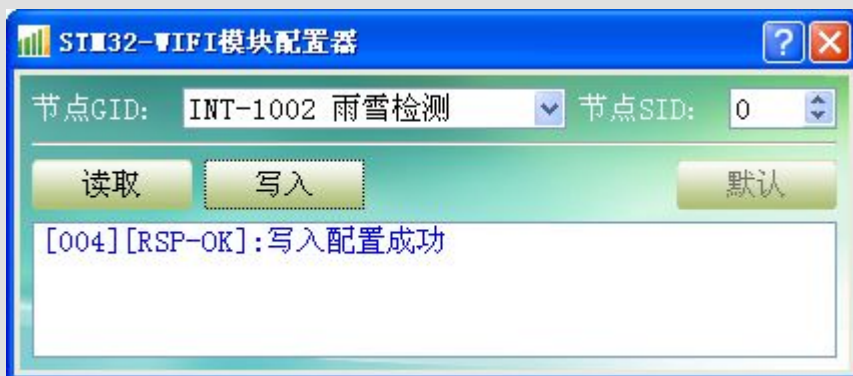 STM32-WIFI模块配置器
节点GID: INT-1002 雨雪检测 节点SID: 0
读取 写入 默认
[004][RSP-OK]:写入配置成功